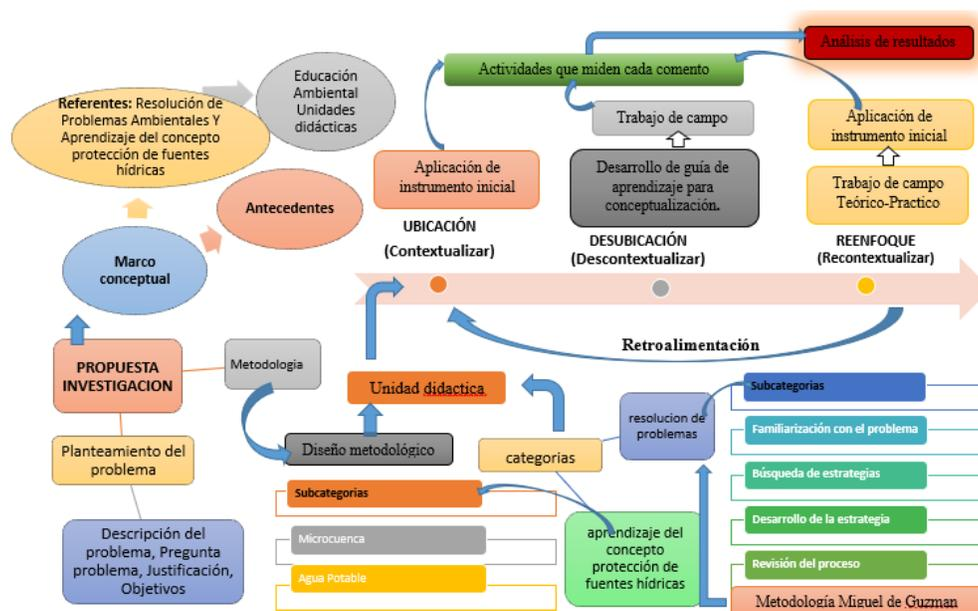 Referentes: Resolución de
Problemas Ambientales Y
Aprendizaje del concepto
protección de fuentes
hídricas
Educación
Ambiental
Unidades
didácticas
Antecedentes
Marco
conceptual
PROPUESTA
INVESTIGACION
Metodologia
Planteamiento del
problema
Descripción del
problema, Pregunta
problema, Justificación,
Objetivos
Actividades que miden cada comento
Análisis de resultados
Aplicación de
instrumento inicial
UBICACIÓN
(Contextualizar)
Trabajo de campo
Desarrollo de guía de
aprendizaje para
conceptualización.
DESUBICACIÓN
(Descontextualizar)
Aplicación de
instrumento inicial
Trabajo de campo
Teórico-Practico
REENFOQUE
(Recontextualizar)
Retroalimentación
Unidad didactica
Diseño metodológico
categorias
Subcategorias
Microcuenca
Agua Potable
aprendizaje del
concepto
protección de
fuentes hídricas
resolucion de
problemas
Subcategorias
Familiarización con el problema
Búsqueda de estrategias
Desarrollo de la estrategia
Revisión del proceso
Metodología Miguel de Guzman